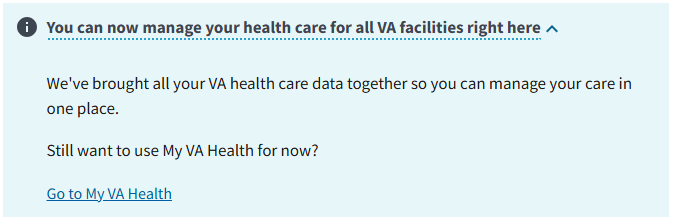 You can now manage your health care for all VA facilities right here
We've brought all your VA health care data together so you can manage your care in
one place.
Still want to use My VA Health for now?
Go to My VA Health